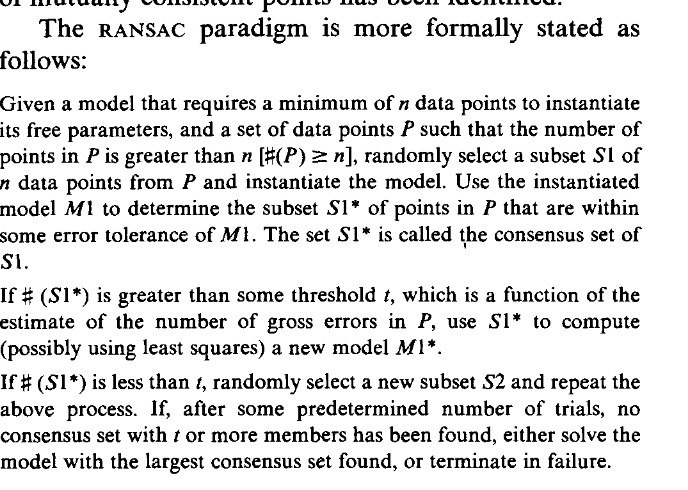 of mutually consistent points has been identified.
The RANSAC paradigm is more formally stated as
follows:
Given a model that requires a minimum of n data points to instantiate
its free parameters, and a set of data points P such that the number of
points in P is greater than n [♯(P) ≥ n], randomly select a subset S1 of
n data points from P and instantiate the model. Use the instantiated
model M1 to determine the subset S1* of points in P that are within
some error tolerance of M1. The set S1* is called the consensus set of
S1.
If ♯ (S1*) is greater than some threshold t, which is a function of the
estimate of the number of gross errors in P, use S1* to compute
(possibly using least squares) a new model M1*.
If ♯ (S1*) is less than t, randomly select a new subset S2 and repeat the
above process. If, after some predetermined number of trials, no
consensus set with t or more members has been found, either solve the
model with the largest consensus set found, or terminate in failure.